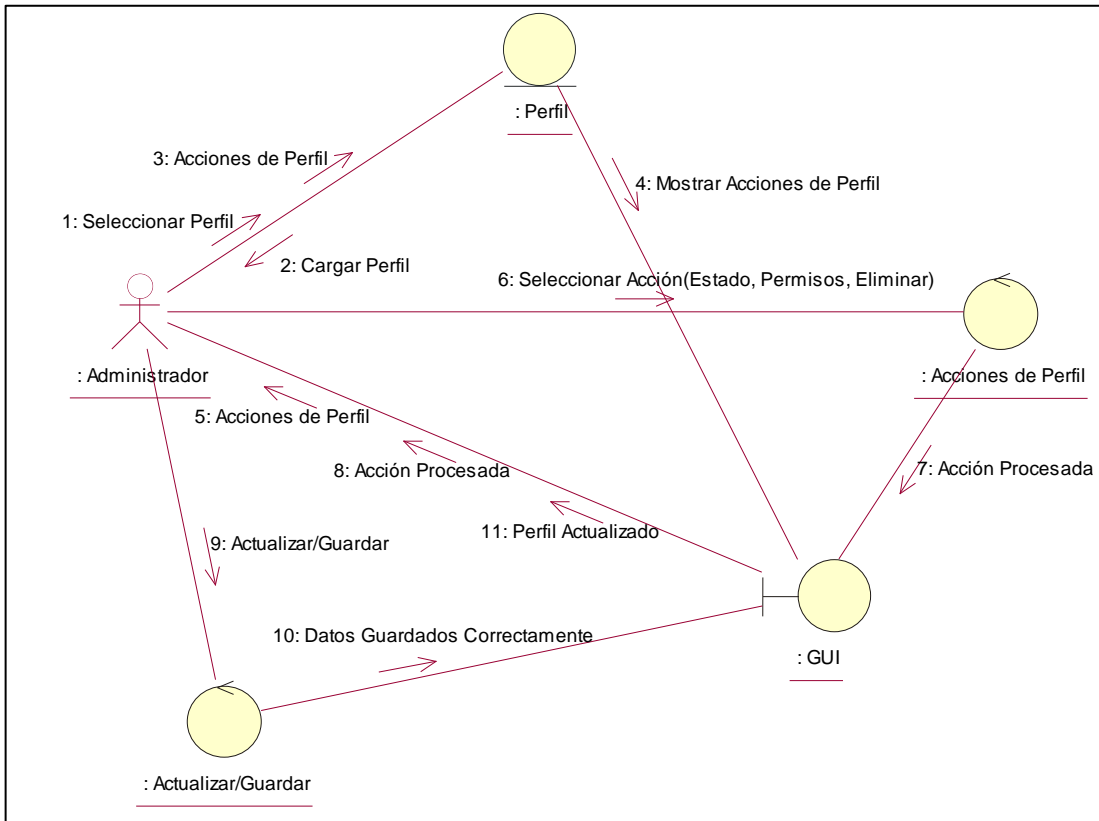 : Perfil
3: Acciones de Perfil
4: Mostrar Acciones de Perfil
1: Seleccionar Perfil
2: Cargar Perfil
6: Seleccionar Acción(Estado, Permisos, Eliminar)
: Administrador
: Acciones de Perfil
5: Acciones de Perfil
8: Acción Procesada
7: Acción Procesada
11: Perfil Actualizado
9: Actualizar/Guardar
10: Datos Guardados Correctamente
: GUI
: Actualizar/Guardar